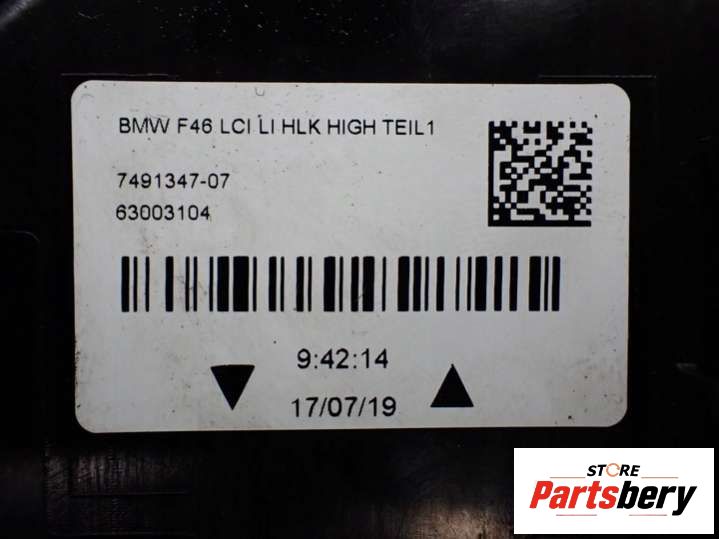 BMW F46 LCI LI HLK HIGH TEIL1
7491347-07
63003104
9:42:14
17/07/19
STORE
Partsbery